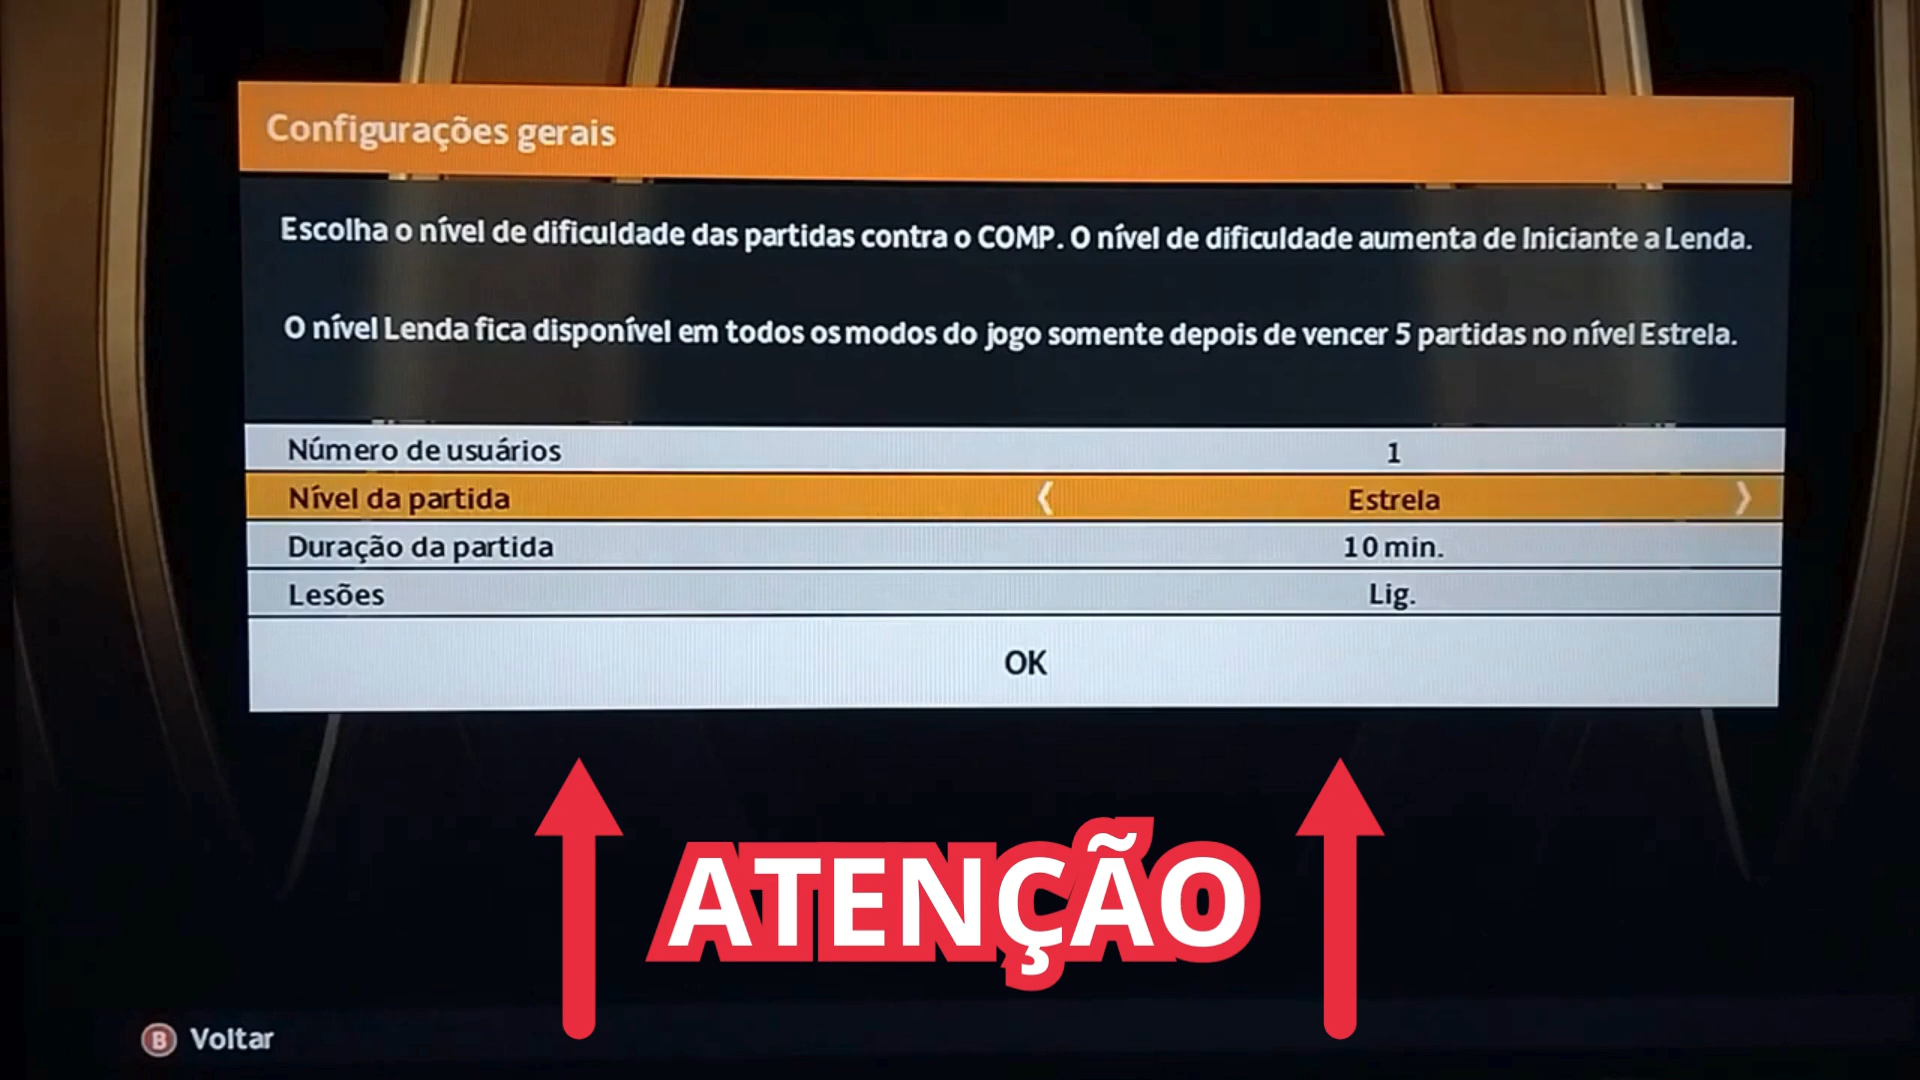 Configurações gerais
Escolha o nível de dificuldade das partidas contra o COMP. O nível de dificuldade aumenta de Iniciante a Lenda.
O nível Lenda fica disponível em todos os modos do jogo somente depois de vencer 5 partidas no nível Estrela.
Número de usuários 1
Nível da partida Estrela
Duração da partida 10 min.
Lesões Lig.
OK
ATENÇÃO
B Voltar